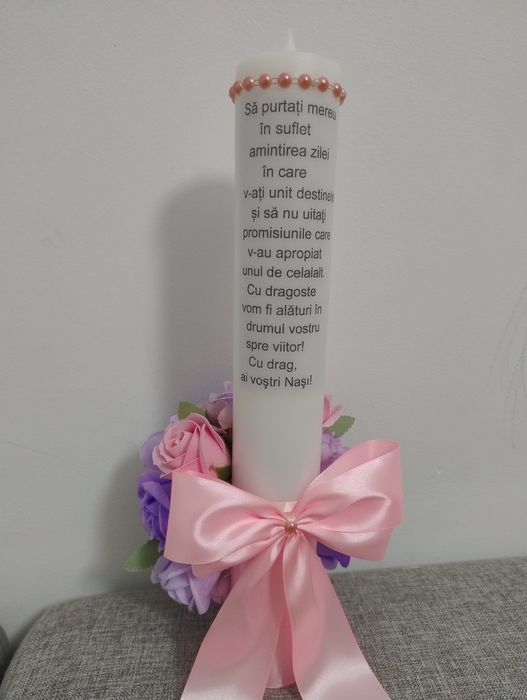 Să purtați mereu
în suflet
amintirea zilei
în care
v-ați unit destinele
și să nu uitați
promisiunile care
v-au apropiat
unul de celalalt.
Cu dragoste
vom fi alături în
drumul vostru
spre viitor!
Cu drag,
ai voștri Nași!